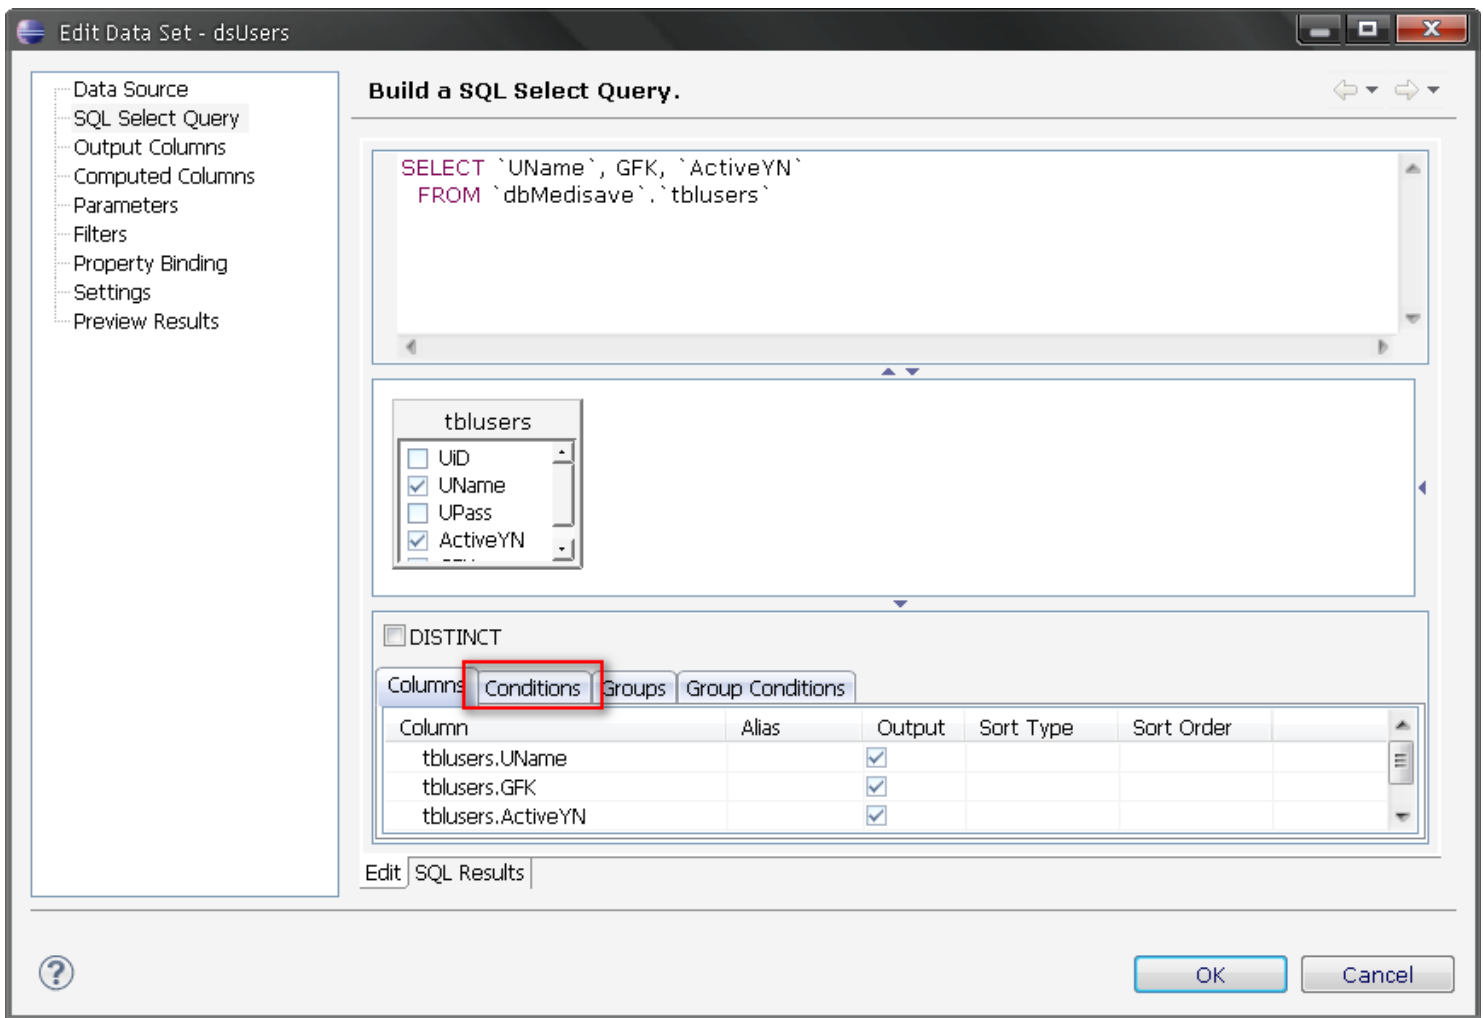 Edit Data Set - dsUsers
Data Source
SQL Select Query
Output Columns
Computed Columns
Parameters
Filters
Property Binding
Settings
Preview Results
Build a SQL Select Query.
SELECT `UName`, GFK, `ActiveYN`
FROM `dbMedisave`.`tblusers`
tblusers
UiD
UName
UPass
ActiveYN
DISTINCT
Columns Conditions Groups Group Conditions
Column Alias Output Sort Type Sort Order
tblusers.UName
tblusers.GFK
tblusers.ActiveYN
Edit SQL Results
? OK Cancel